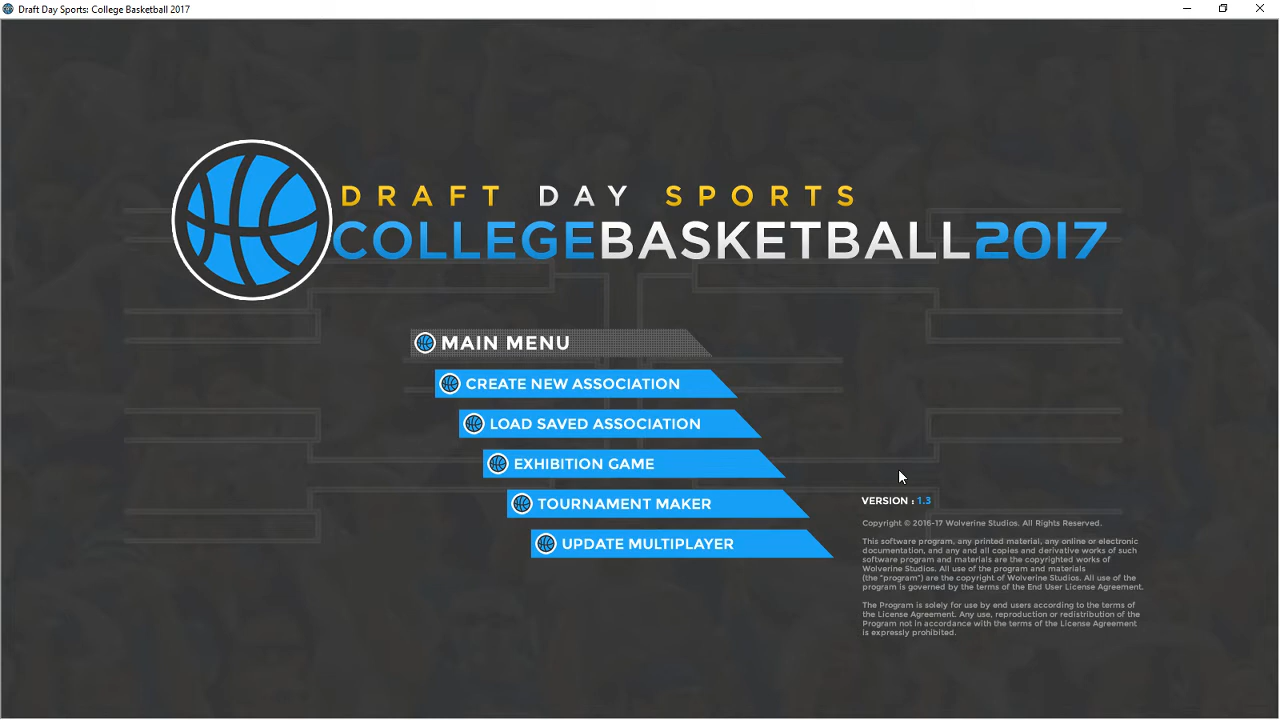 Draft Day Sports: College Basketball 2017
DRAFT DAY SPORTS
COLLEGEBASKETBALL2017
MAIN MENU
CREATE NEW ASSOCIATION
LOAD SAVED ASSOCIATION
EXHIBITION GAME
TOURNAMENT MAKER
UPDATE MULTIPLAYER
VERSION : 1.3
Copyright © 2016-17 Wolverine Studios. All Rights Reserved.
This software program, any printed material, any online or electronic
documentation, and any and all copies and derivative works of such
software program and materials are the copyrighted works of
Wolverine Studios. All use of the program and materials
(the "program") are the copyright of Wolverine Studios. All use of the
program is governed by the terms of the End User License Agreement.
The Program is solely for use by end users according to the terms of
the License Agreement. Any use, reproduction or redistribution of the
Program not in accordance with the terms of the License Agreement
is expressly prohibited.